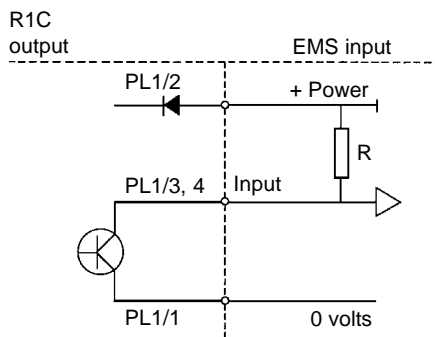 R1C
output
EMS input
PL1/2
+ Power
R
PL1/3, 4
Input
PL1/1
0 volts